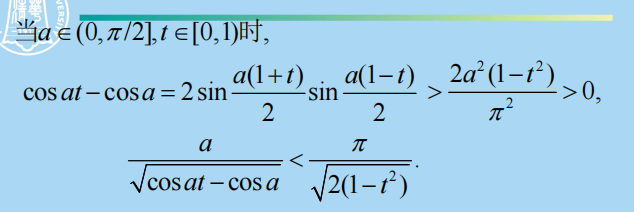 当a∈(0,π/2],t∈[0,1)时,
cos at − cos a = 2 sin a(1+t)/2 sin a(1−t)/2 > 2a²(1−t²)/π² > 0,
a/√(cos at − cos a) < π/√(2(1−t²)).